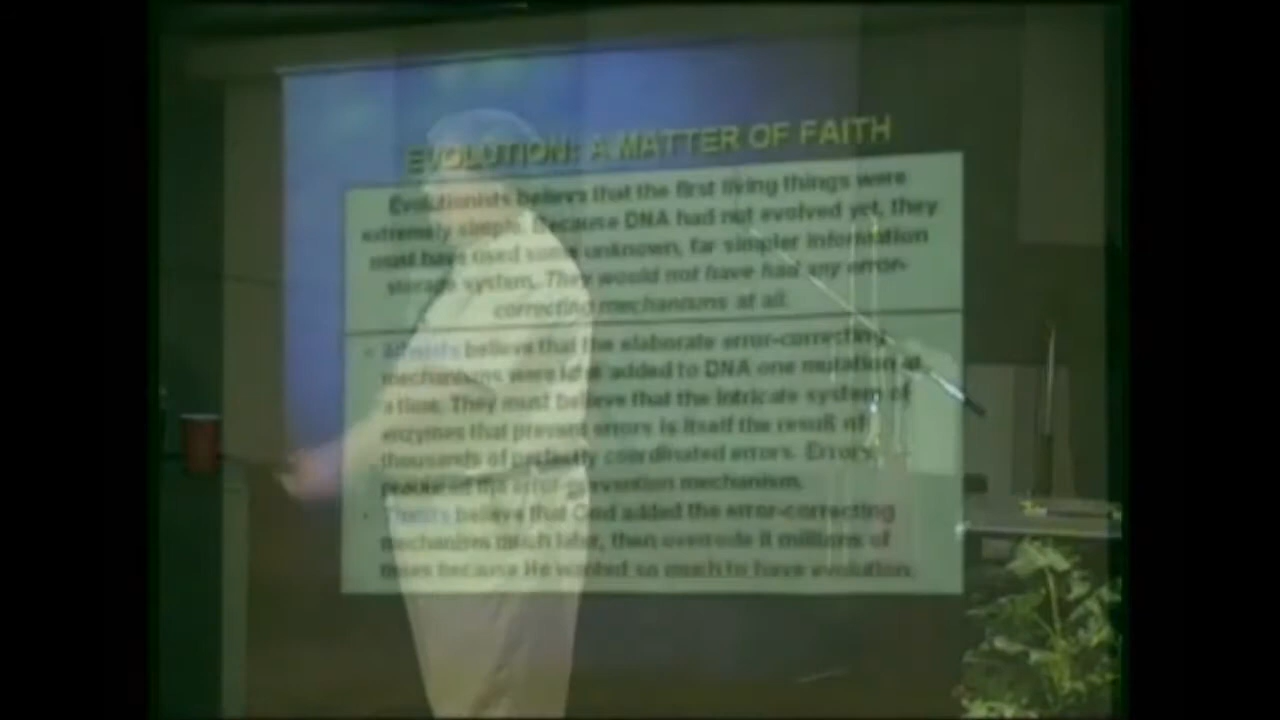 EVOLUTION: A MATTER OF FAITH
Evolutionists believe that the first living things were
extremely simple. Because DNA had not evolved yet, they
must have used some unknown, far simpler information
storage system. They would not have had any error-
correcting mechanisms at all.
• Atheists believe that the elaborate error-correcting
mechanisms were later added to DNA one mutation at
a time. They must believe that the intricate system of
enzymes that prevent errors is itself the result of
thousands of perfectly coordinated errors. Errors
produced the error-prevention mechanism.
• Theists believe that God added the error-correcting
mechanism much later, then overrode it millions of
times because He wanted so much to have evolution.